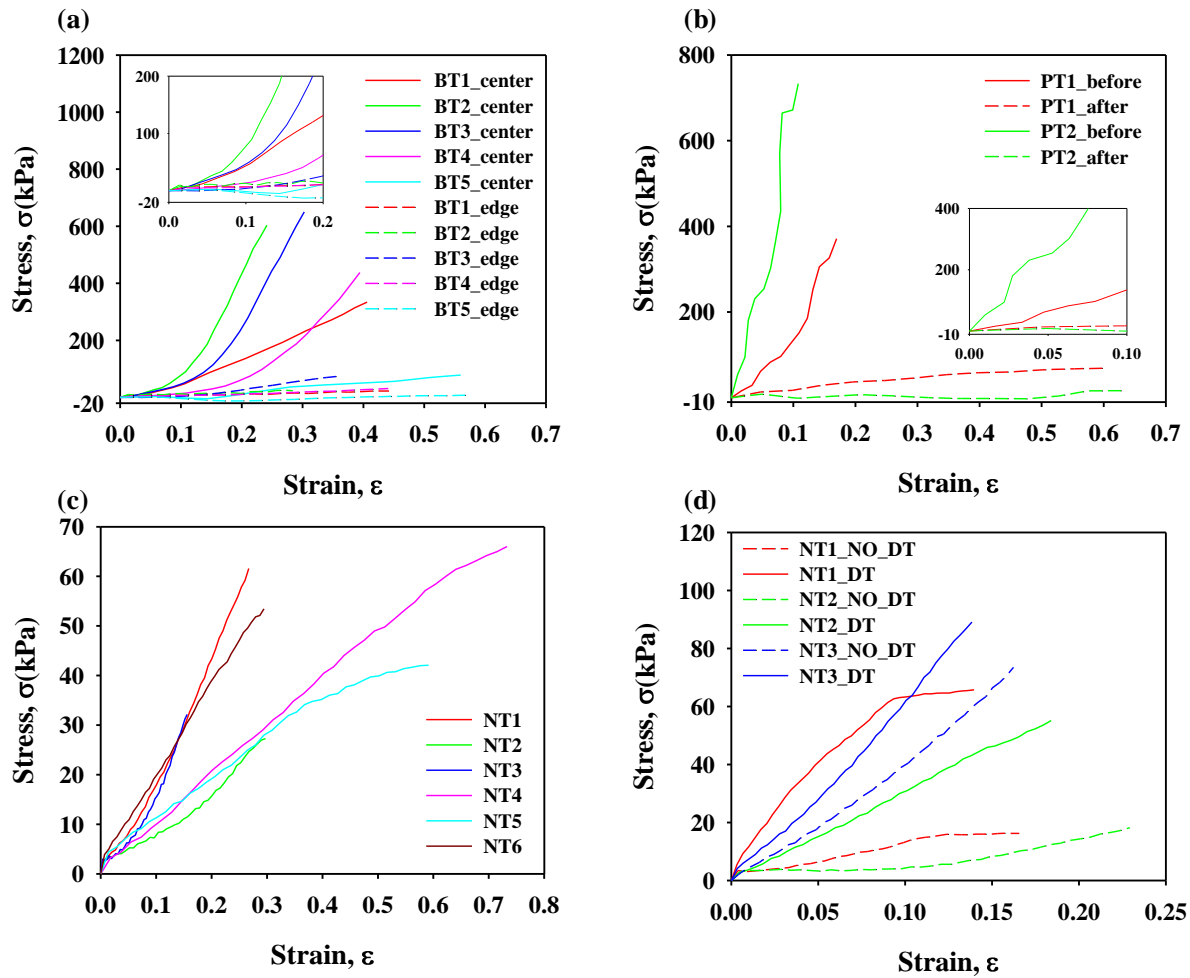 (a)
1200
1000
800
600
400
200
-20
0.0 0.1 0.2 0.3 0.4 0.5 0.6 0.7
Stress, σ(kPa)
Strain, ε
200
100
-20
0.0 0.1 0.2
BT1_center
BT2_center
BT3_center
BT4_center
BT5_center
BT1_edge
BT2_edge
BT3_edge
BT4_edge
BT5_edge
(b)
800
600
400
200
-10
0.0 0.1 0.2 0.3 0.4 0.5 0.6 0.7
Stress, σ(kPa)
Strain, ε
PT1_before
PT1_after
PT2_before
PT2_after
400
200
-10
0.00 0.05 0.10
(c)
70
60
50
40
30
20
10
0
0.0 0.1 0.2 0.3 0.4 0.5 0.6 0.7 0.8
Stress, σ(kPa)
Strain, ε
NT1
NT2
NT3
NT4
NT5
NT6
(d)
120
100
80
60
40
20
0
0.00 0.05 0.10 0.15 0.20 0.25
Stress, σ(kPa)
Strain, ε
NT1_NO_DT
NT1_DT
NT2_NO_DT
NT2_DT
NT3_NO_DT
NT3_DT